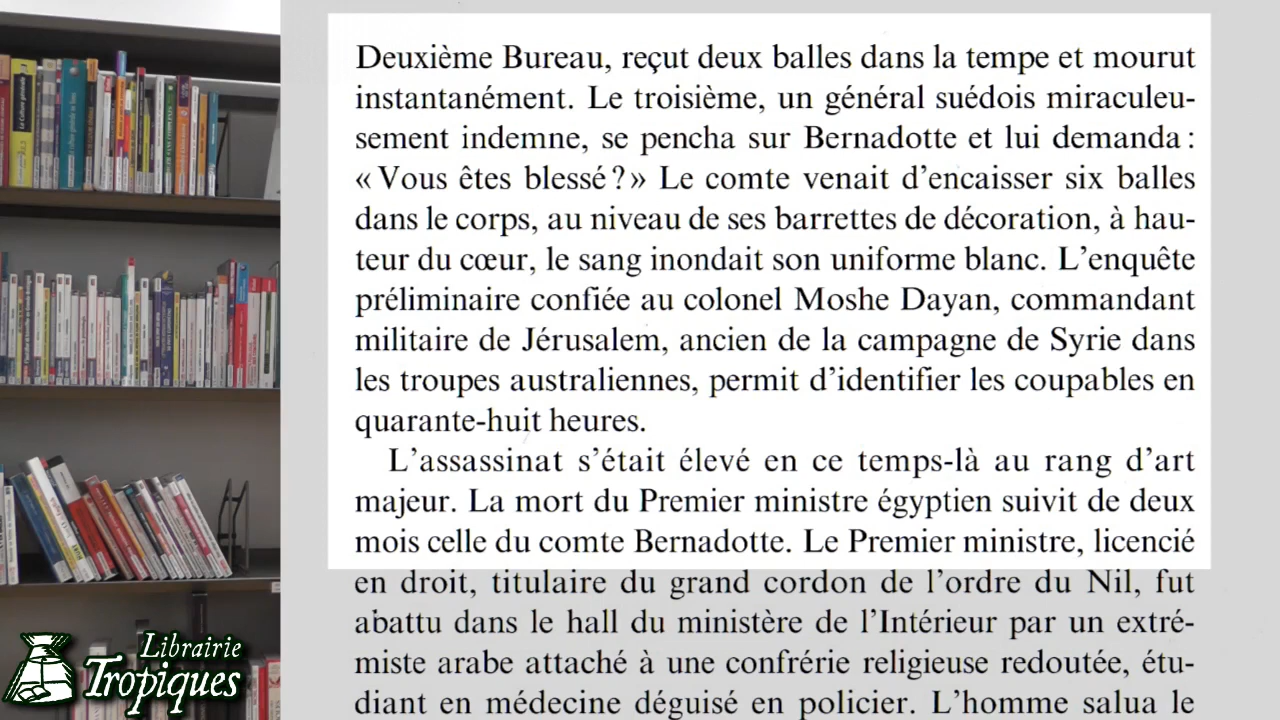 Deuxième Bureau, reçut deux balles dans la tempe et mourut
instantanément. Le troisième, un général suédois miraculeu-
sement indemne, se pencha sur Bernadotte et lui demanda :
« Vous êtes blessé ? » Le comte venait d'encaisser six balles
dans le corps, au niveau de ses barrettes de décoration, à hau-
teur du cœur, le sang inondait son uniforme blanc. L'enquête
préliminaire confiée au colonel Moshe Dayan, commandant
militaire de Jérusalem, ancien de la campagne de Syrie dans
les troupes australiennes, permit d'identifier les coupables en
quarante-huit heures.
L'assassinat s'était élevé en ce temps-là au rang d'art
majeur. La mort du Premier ministre égyptien suivit de deux
mois celle du comte Bernadotte. Le Premier ministre, licencié
en droit, titulaire du grand cordon de l'ordre du Nil, fut
abattu dans le hall du ministère de l'Intérieur par un extré-
miste arabe attaché à une confrérie religieuse redoutée, étu-
diant en médecine déguisé en policier. L'homme salua le
Librairie
Tropiques